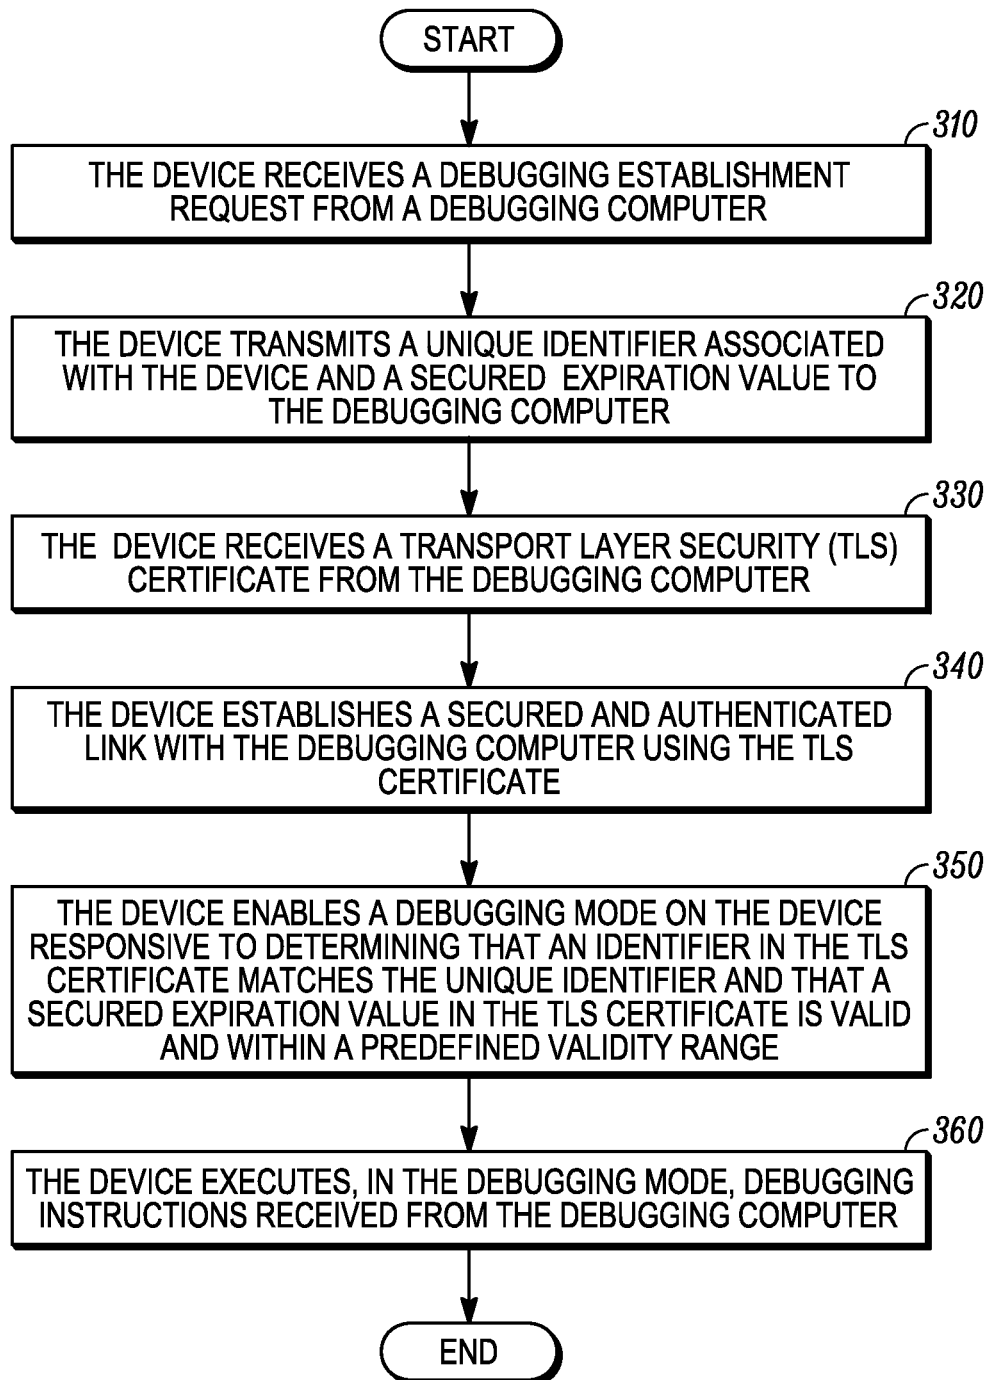 START
310
THE DEVICE RECEIVES A DEBUGGING ESTABLISHMENT
REQUEST FROM A DEBUGGING COMPUTER
320
THE DEVICE TRANSMITS A UNIQUE IDENTIFIER ASSOCIATED
WITH THE DEVICE AND A SECURED EXPIRATION VALUE TO
THE DEBUGGING COMPUTER
330
THE DEVICE RECEIVES A TRANSPORT LAYER SECURITY (TLS)
CERTIFICATE FROM THE DEBUGGING COMPUTER
340
THE DEVICE ESTABLISHES A SECURED AND AUTHENTICATED
LINK WITH THE DEBUGGING COMPUTER USING THE TLS
CERTIFICATE
350
THE DEVICE ENABLES A DEBUGGING MODE ON THE DEVICE
RESPONSIVE TO DETERMINING THAT AN IDENTIFIER IN THE TLS
CERTIFICATE MATCHES THE UNIQUE IDENTIFIER AND THAT A
SECURED EXPIRATION VALUE IN THE TLS CERTIFICATE IS VALID
AND WITHIN A PREDEFINED VALIDITY RANGE
360
THE DEVICE EXECUTES, IN THE DEBUGGING MODE, DEBUGGING
INSTRUCTIONS RECEIVED FROM THE DEBUGGING COMPUTER
END